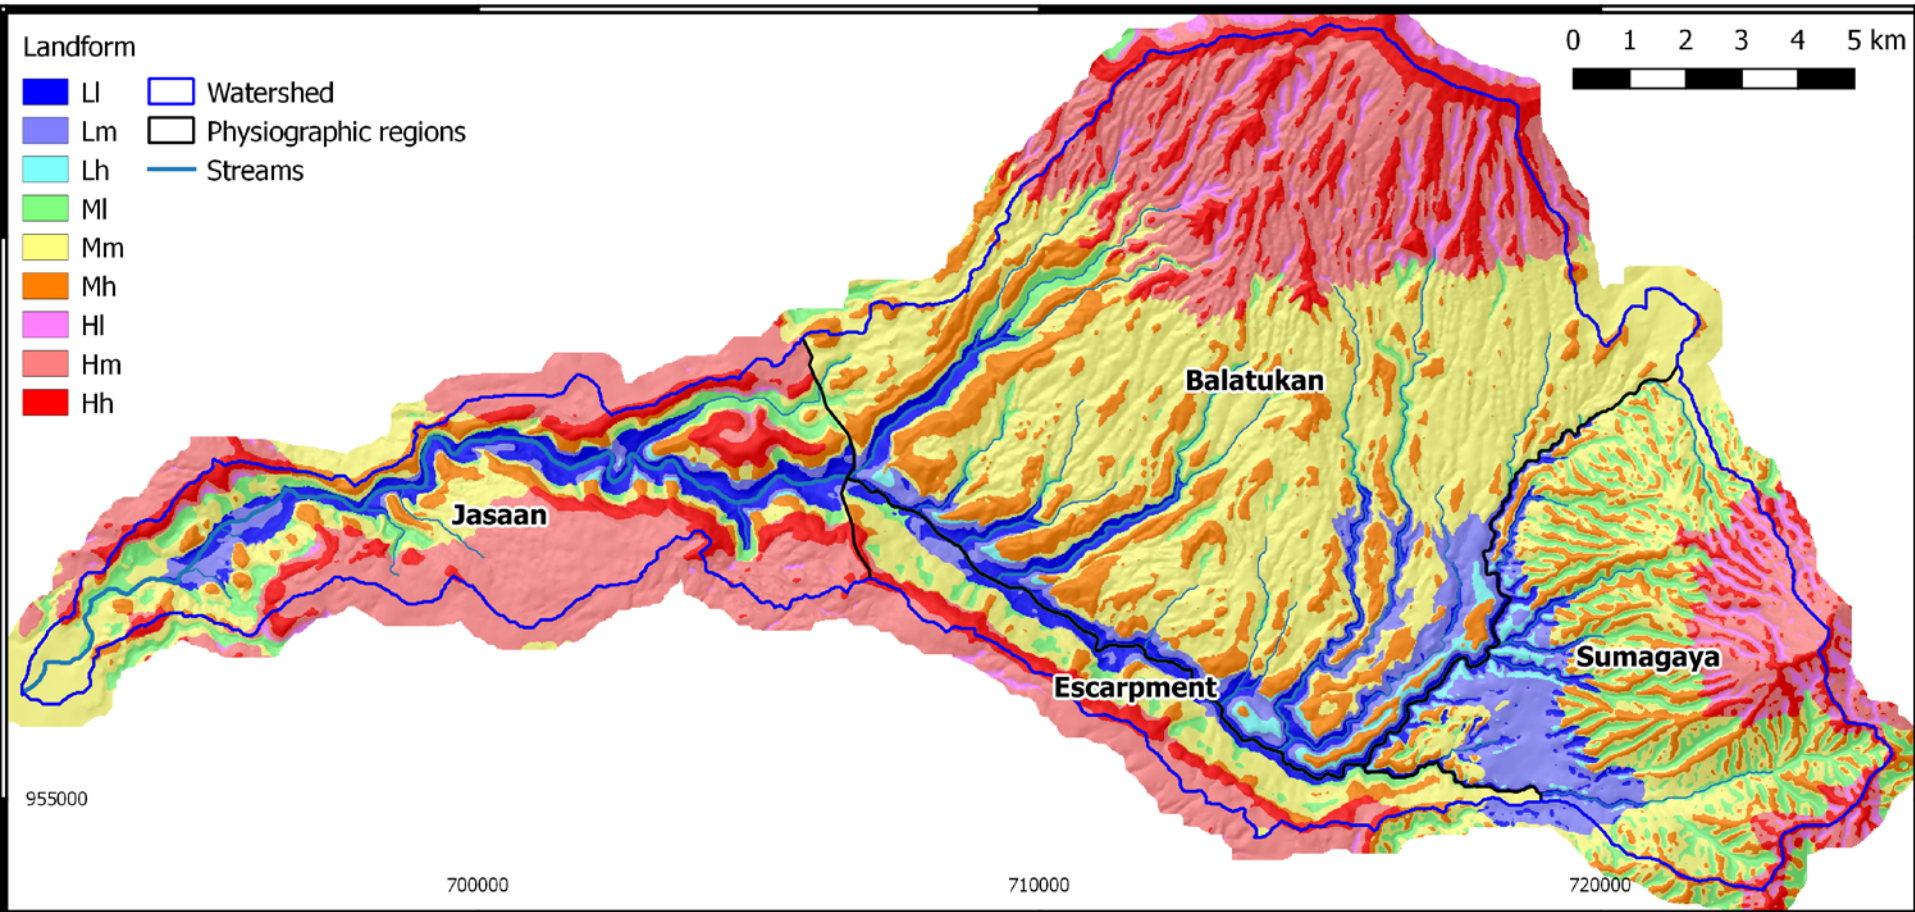 Landform
Ll
Lm
Lh
Ml
Mm
Mh
Hl
Hm
Hh
Watershed
Physiographic regions
Streams
0 1 2 3 4 5 km
Balatukan
Jasaan
Sumagaya
Escarpment
955000
700000 710000 720000